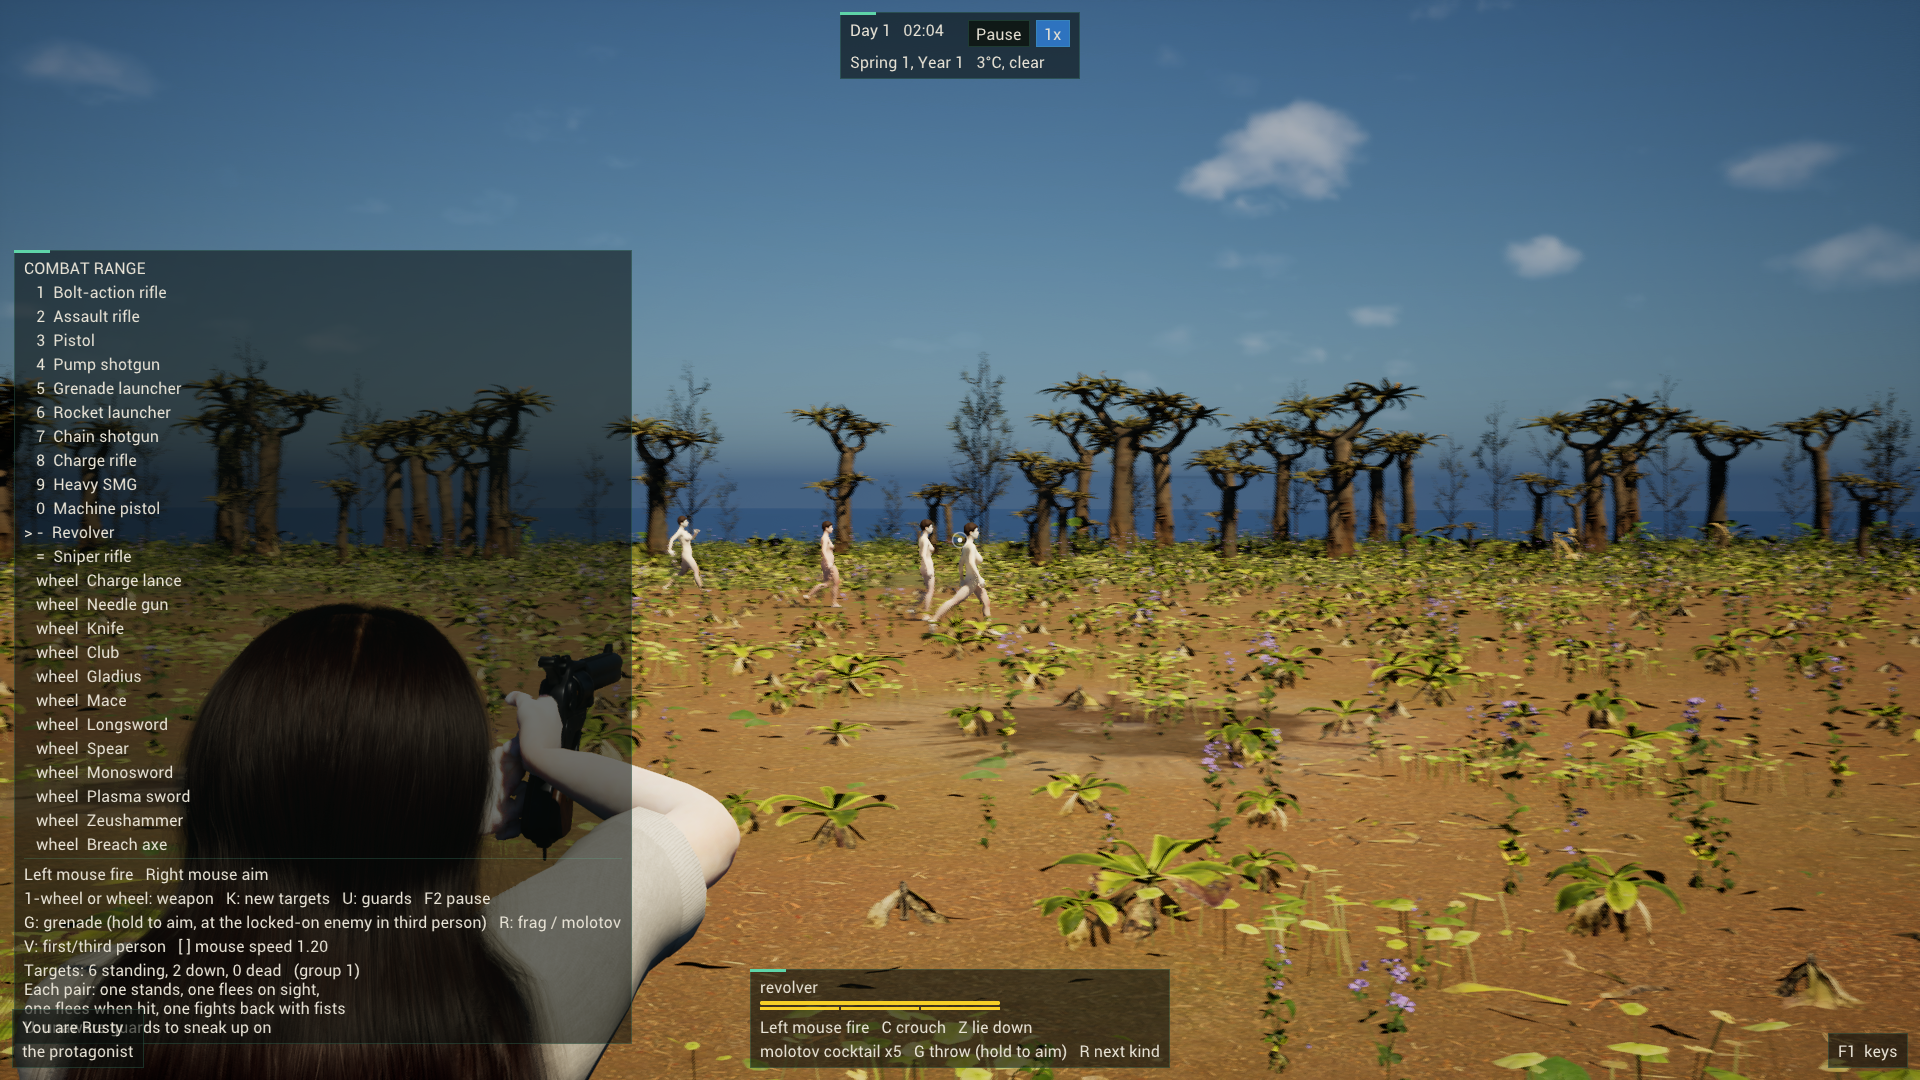 Day 1 02:04 Pause 1x
Spring 1, Year 1 3°C, clear
COMBAT RANGE
1 Bolt-action rifle
2 Assault rifle
3 Pistol
4 Pump shotgun
5 Grenade launcher
6 Rocket launcher
7 Chain shotgun
8 Charge rifle
9 Heavy SMG
0 Machine pistol
> - Revolver
= Sniper rifle
wheel Charge lance
wheel Needle gun
wheel Knife
wheel Club
wheel Gladius
wheel Mace
wheel Longsword
wheel Spear
wheel Monosword
wheel Plasma sword
wheel Zeushammer
wheel Breach axe
Left mouse fire Right mouse aim
1-wheel or wheel: weapon K: new targets U: guards F2 pause
G: grenade (hold to aim, at the locked-on enemy in third person) R: frag / molotov
V: first/third person [ ] mouse speed 1.20
Targets: 6 standing, 2 down, 0 dead (group 1)
Each pair: one stands, one flees on sight,
one flees when hit, one fights back with fists
to sneak up on
You are Rusty
the protagonist
revolver
Left mouse fire C crouch Z lie down
molotov cocktail x5 G throw (hold to aim) R next kind
F1 keys